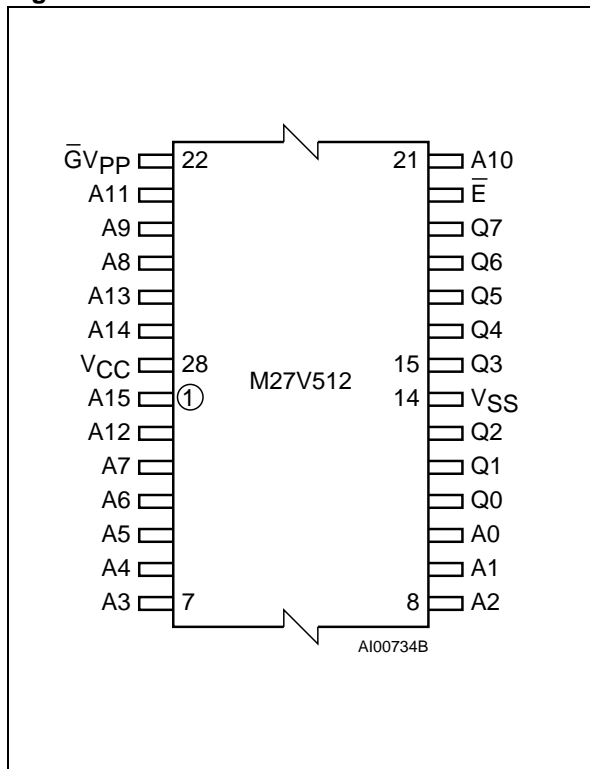 ḠVPP 22 21 A10
A11 Ē
A9 Q7
A8 Q6
A13 Q5
A14 Q4
VCC 28 15 Q3
M27V512
A15 1 14 VSS
A12 Q2
A7 Q1
A6 Q0
A5 A0
A4 A1
A3 7 8 A2
AI00734B